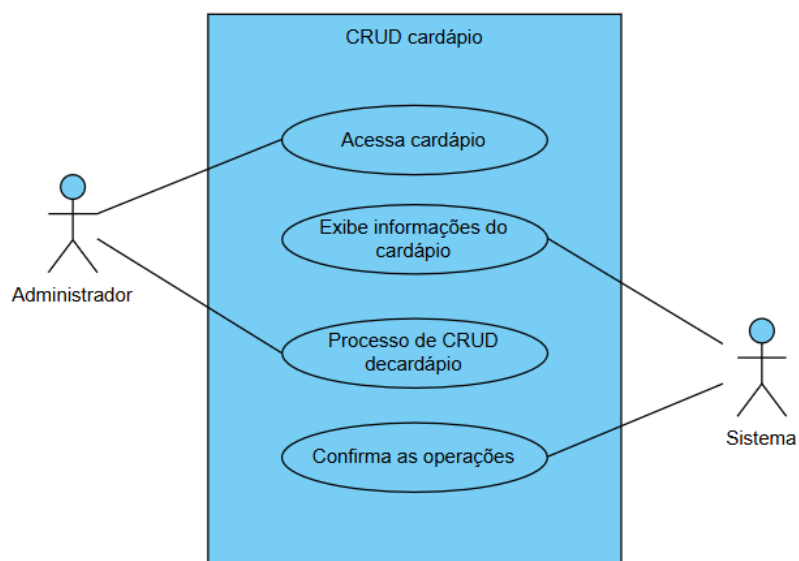 CRUD cardápio
Acessa cardápio
Exibe informações do
cardápio
Administrador
Processo de CRUD
decardápio
Sistema
Confirma as operações